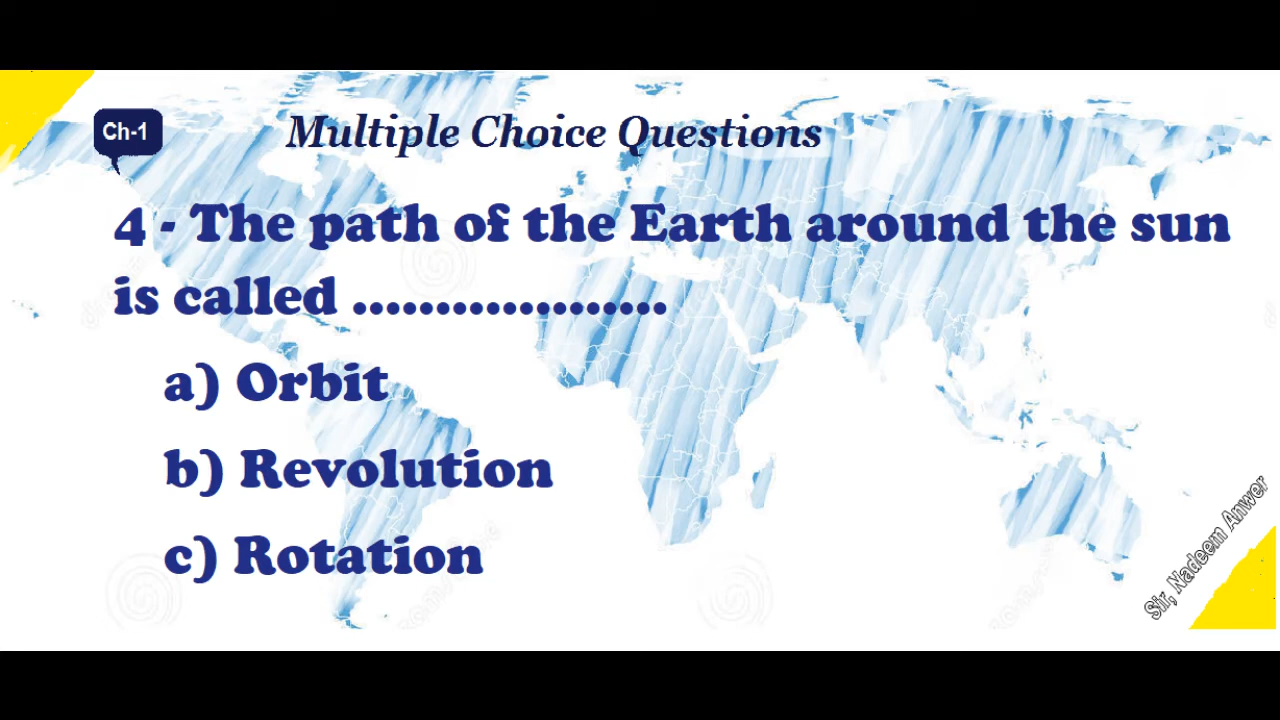 Ch-1
Multiple Choice Questions
4 - The path of the Earth around the sun
is called ...................
a) Orbit
b) Revolution
c) Rotation
Sir, Nadeem Anwer